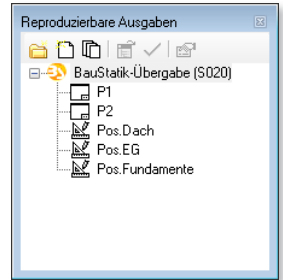 Reproduzierbare Ausgaben
BauStatik-Übergabe (S020)
P1
P2
Pos.Dach
Pos.EG
Pos.Fundamente